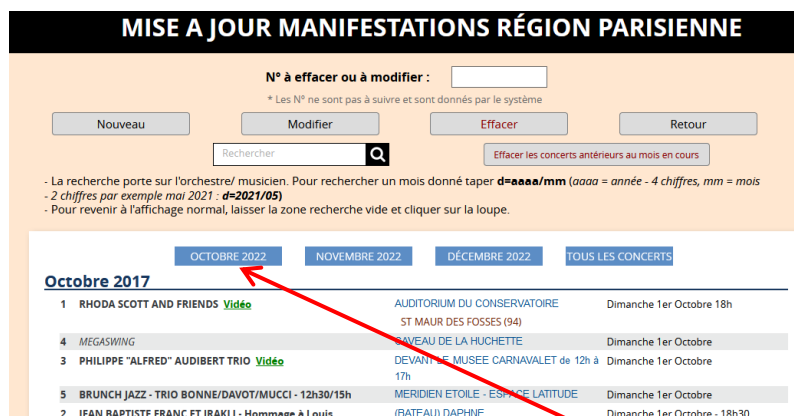 MISE A JOUR MANIFESTATIONS RÉGION PARISIENNE
N° à effacer ou à modifier :
* Les N° ne sont pas à suivre et sont donnés par le système
Nouveau Modifier Effacer Retour
Rechercher Effacer les concerts antérieurs au mois en cours
- La recherche porte sur l'orchestre/ musicien. Pour rechercher un mois donné taper d=aaaa/mm (aaaa = année - 4 chiffres, mm = mois
- 2 chiffres par exemple mai 2021 : d=2021/05)
- Pour revenir à l'affichage normal, laisser la zone recherche vide et cliquer sur la loupe.
OCTOBRE 2022 NOVEMBRE 2022 DÉCEMBRE 2022 TOUS LES CONCERTS
Octobre 2017
1 RHODA SCOTT AND FRIENDS Vidéo AUDITORIUM DU CONSERVATOIRE Dimanche 1er Octobre 18h
ST MAUR DES FOSSES (94)
4 MEGASWING CAVEAU DE LA HUCHETTE Dimanche 1er Octobre
3 PHILIPPE "ALFRED" AUDIBERT TRIO Vidéo DEVANT LE MUSEE CARNAVALET de 12h à Dimanche 1er Octobre
17h
5 BRUNCH JAZZ - TRIO BONNE/DAVOT/MUCCI - 12h30/15h MERIDIEN ETOILE - ESPACE LATITUDE Dimanche 1er Octobre
2 JEAN BAPTISTE FRANC ET IRAKLI - Hommage à Louis (BATEAU) DAPHNE Dimanche 1er Octobre - 18h30